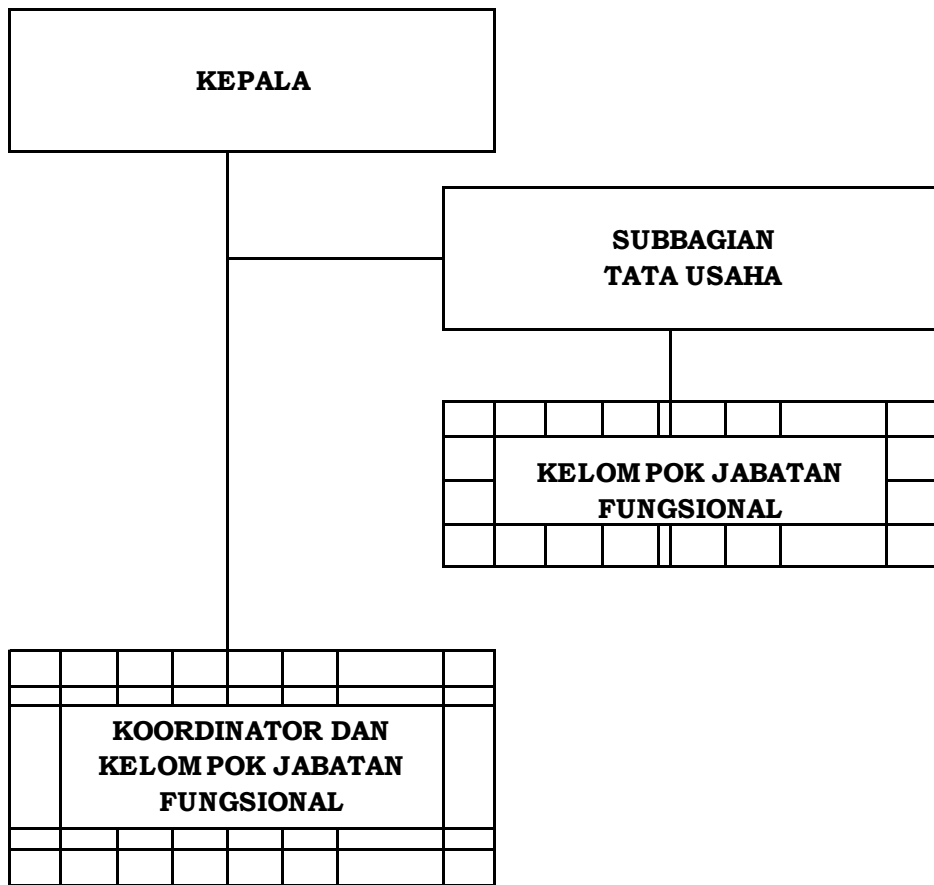 KEPALA
SUBBAGIAN
TATA USAHA
KELOMPOK JABATAN
FUNGSIONAL
KOORDINATOR DAN
KELOMPOK JABATAN
FUNGSIONAL